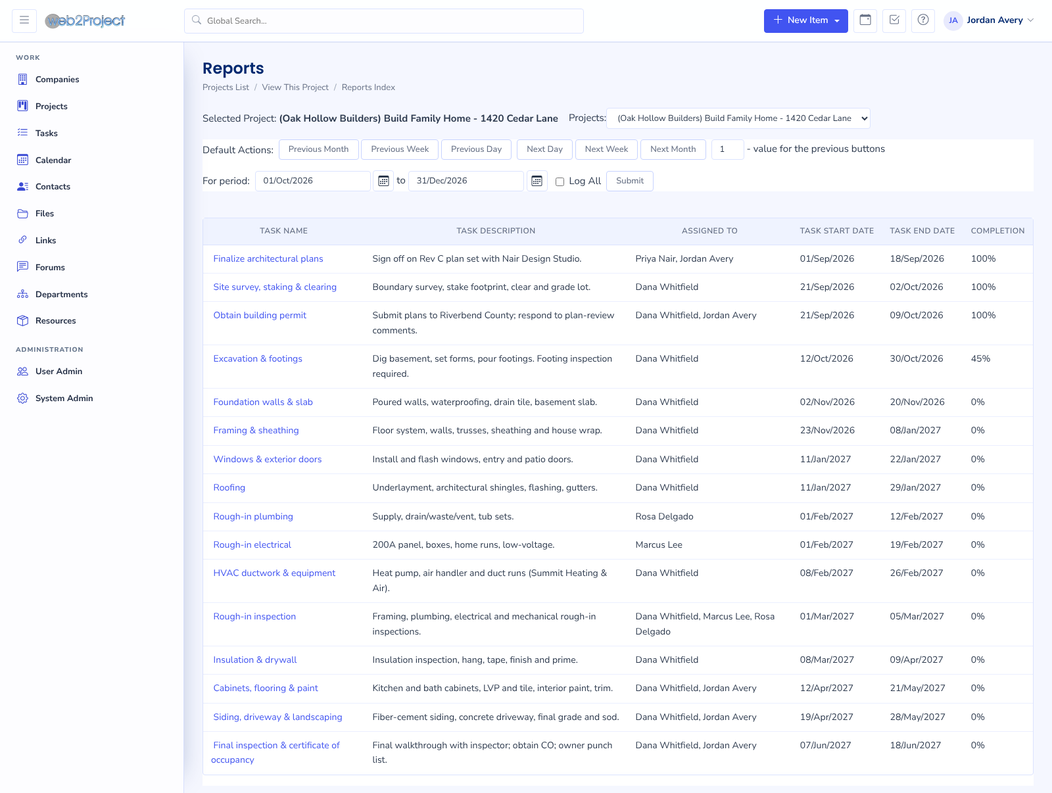 web2Project
Global Search...
New Item
JA Jordan Avery
WORK
Companies
Projects
Tasks
Calendar
Contacts
Files
Links
Forums
Departments
Resources
ADMINISTRATION
User Admin
System Admin
Reports
Projects List / View This Project / Reports Index
Selected Project: (Oak Hollow Builders) Build Family Home - 1420 Cedar Lane Projects: (Oak Hollow Builders) Build Family Home - 1420 Cedar Lane
Default Actions: Previous Month Previous Week Previous Day Next Day Next Week Next Month 1 - value for the previous buttons
For period: 01/Oct/2026 to 31/Dec/2026 Log All Submit
TASK NAME TASK DESCRIPTION ASSIGNED TO TASK START DATE TASK END DATE COMPLETION
Finalize architectural plans Sign off on Rev C plan set with Nair Design Studio. Priya Nair, Jordan Avery 01/Sep/2026 18/Sep/2026 100%
Site survey, staking & clearing Boundary survey, stake footprint, clear and grade lot. Dana Whitfield 21/Sep/2026 02/Oct/2026 100%
Obtain building permit Submit plans to Riverbend County; respond to plan-review Dana Whitfield, Jordan Avery 21/Sep/2026 09/Oct/2026 100%
comments.
Excavation & footings Dig basement, set forms, pour footings. Footing inspection Dana Whitfield 12/Oct/2026 30/Oct/2026 45%
required.
Foundation walls & slab Poured walls, waterproofing, drain tile, basement slab. Dana Whitfield 02/Nov/2026 20/Nov/2026 0%
Framing & sheathing Floor system, walls, trusses, sheathing and house wrap. Dana Whitfield 23/Nov/2026 08/Jan/2027 0%
Windows & exterior doors Install and flash windows, entry and patio doors. Dana Whitfield 11/Jan/2027 22/Jan/2027 0%
Roofing Underlayment, architectural shingles, flashing, gutters. Dana Whitfield 11/Jan/2027 29/Jan/2027 0%
Rough-in plumbing Supply, drain/waste/vent, tub sets. Rosa Delgado 01/Feb/2027 12/Feb/2027 0%
Rough-in electrical 200A panel, boxes, home runs, low-voltage. Marcus Lee 01/Feb/2027 19/Feb/2027 0%
HVAC ductwork & equipment Heat pump, air handler and duct runs (Summit Heating & Dana Whitfield 08/Feb/2027 26/Feb/2027 0%
Air).
Rough-in inspection Framing, plumbing, electrical and mechanical rough-in Dana Whitfield, Marcus Lee, Rosa 01/Mar/2027 05/Mar/2027 0%
inspections. Delgado
Insulation & drywall Insulation inspection, hang, tape, finish and prime. Dana Whitfield 08/Mar/2027 09/Apr/2027 0%
Cabinets, flooring & paint Kitchen and bath cabinets, LVP and tile, interior paint, trim. Dana Whitfield, Jordan Avery 12/Apr/2027 21/May/2027 0%
Siding, driveway & landscaping Fiber-cement siding, concrete driveway, final grade and sod. Dana Whitfield, Jordan Avery 19/Apr/2027 28/May/2027 0%
Final inspection & certificate of Final walkthrough with inspector; obtain CO; owner punch Dana Whitfield, Jordan Avery 07/Jun/2027 18/Jun/2027 0%
occupancy list.